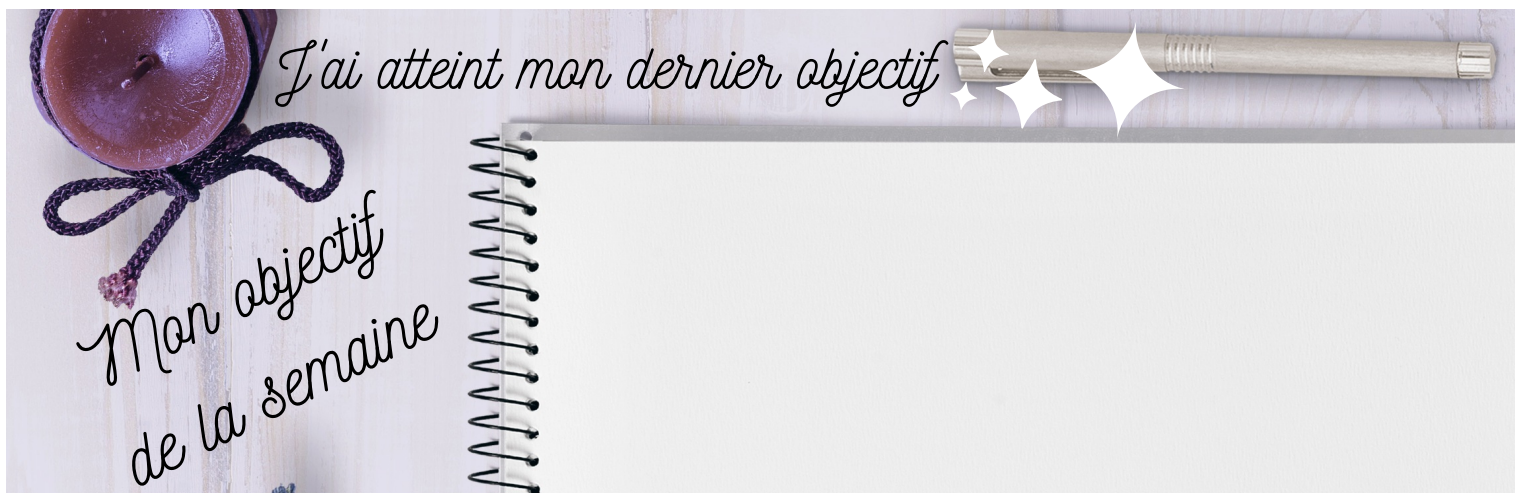 J'ai atteint mon dernier objectif
Mon objectif
de la semaine